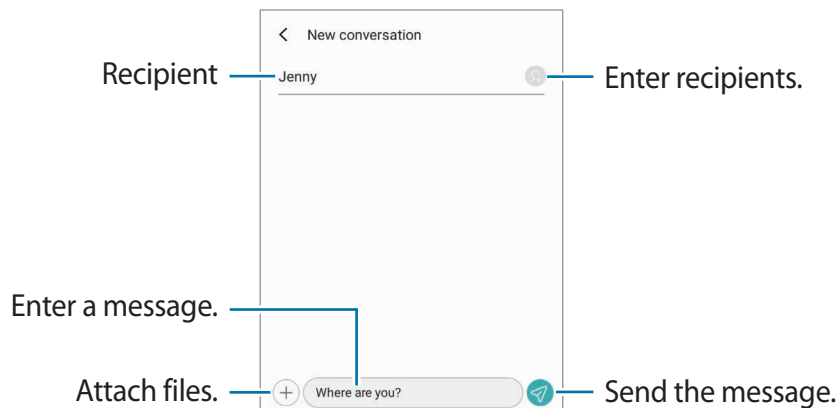 New conversation
Recipient
Jenny
Enter recipients.
Enter a message.
Attach files.
Where are you?
Send the message.